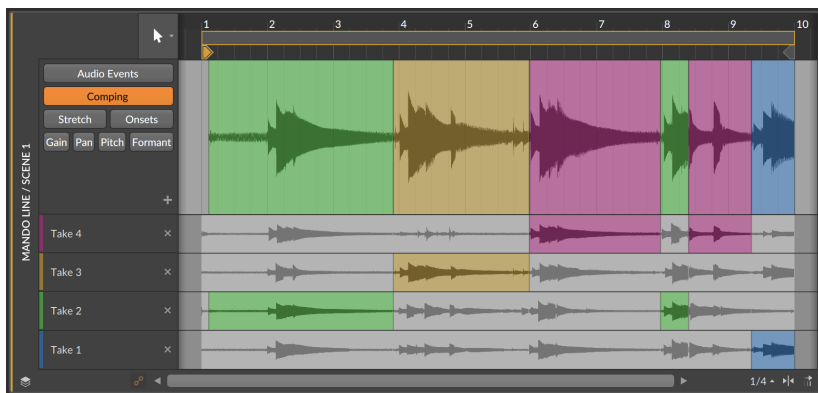 1 2 3 4 5 6 7 8 9 10
Audio Events
Comping
Stretch Onsets
Gain Pan Pitch Formant
MANDO LINE / SCENE 1
Take 4
Take 3
Take 2
Take 1
1/4